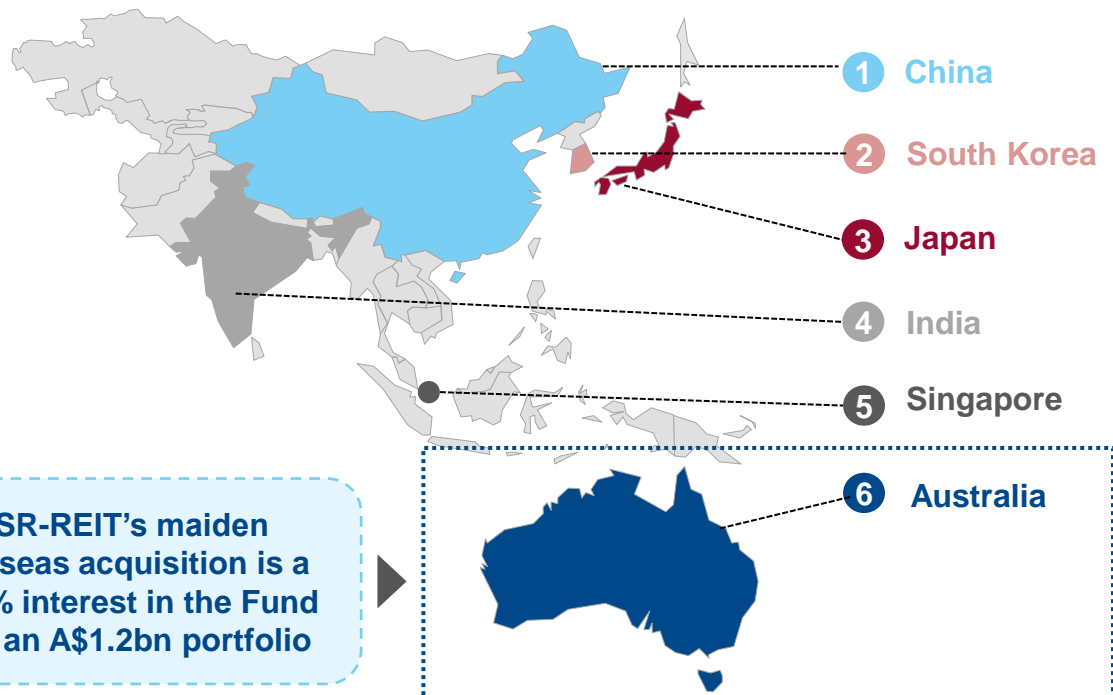 1 China
2 South Korea
3 Japan
4 India
5 Singapore
6 Australia
SR-REIT's maiden
seas acquisition is a
% interest in the Fund
an A$1.2bn portfolio